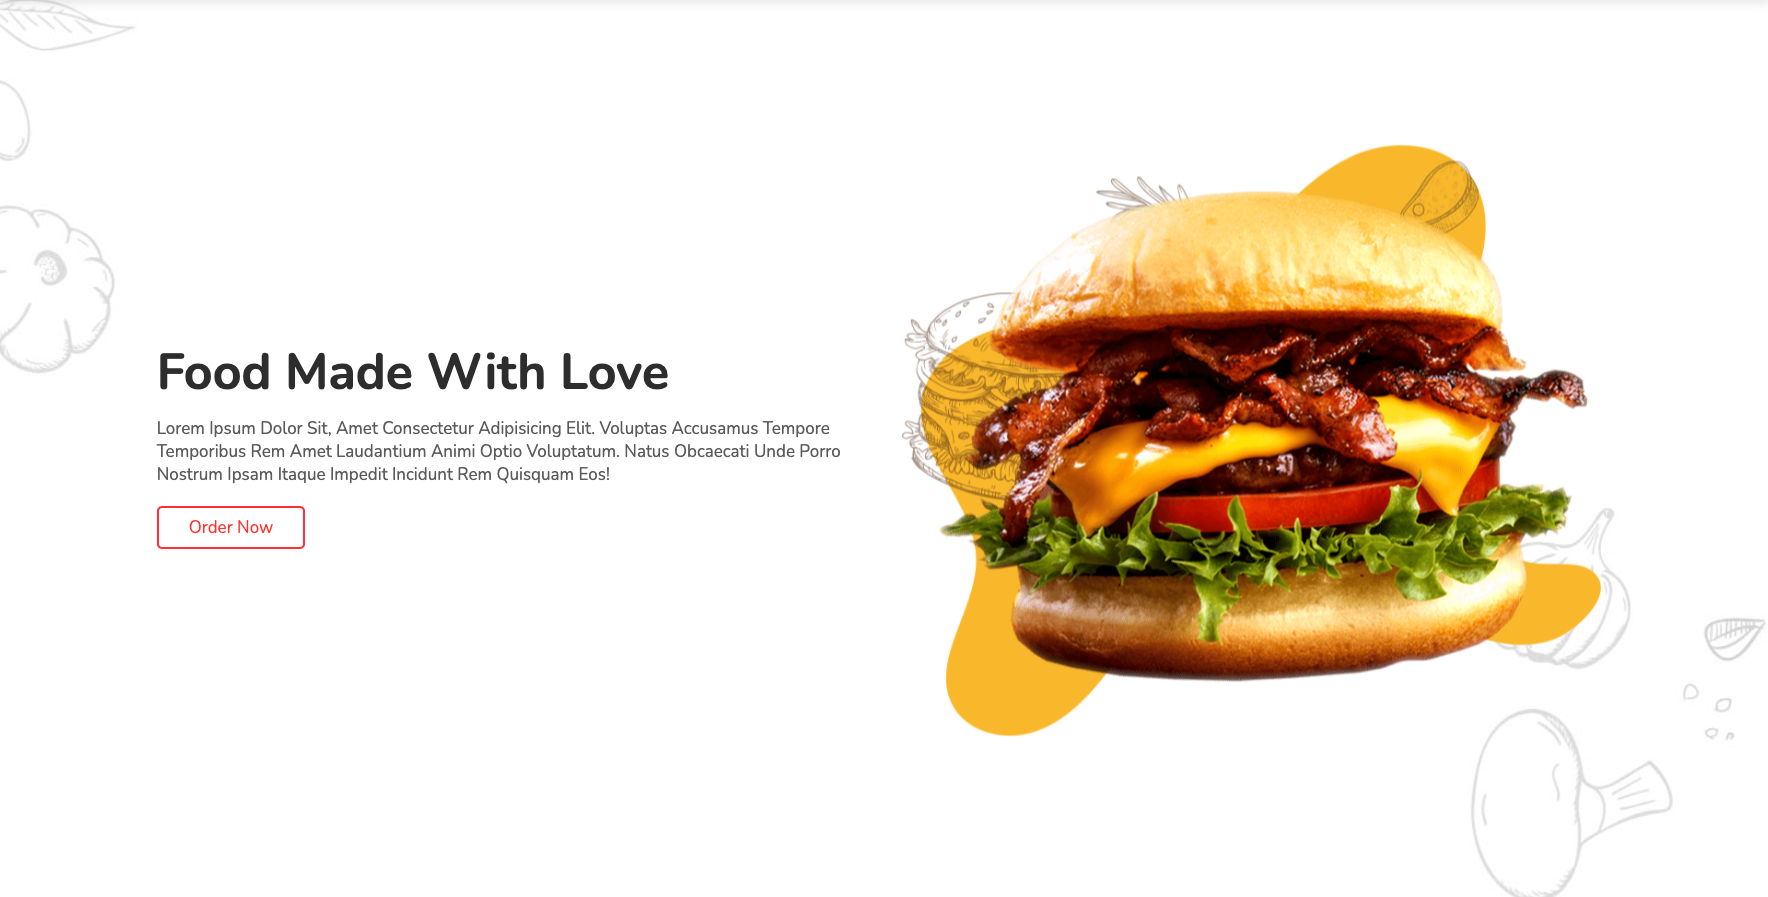 Food Made With Love
Lorem Ipsum Dolor Sit, Amet Consectetur Adipisicing Elit. Voluptas Accusamus Tempore
Temporibus Rem Amet Laudantium Animi Optio Voluptatum. Natus Obcaecati Unde Porro
Nostrum Ipsam Itaque Impedit Incidunt Rem Quisquam Eos!
Order Now